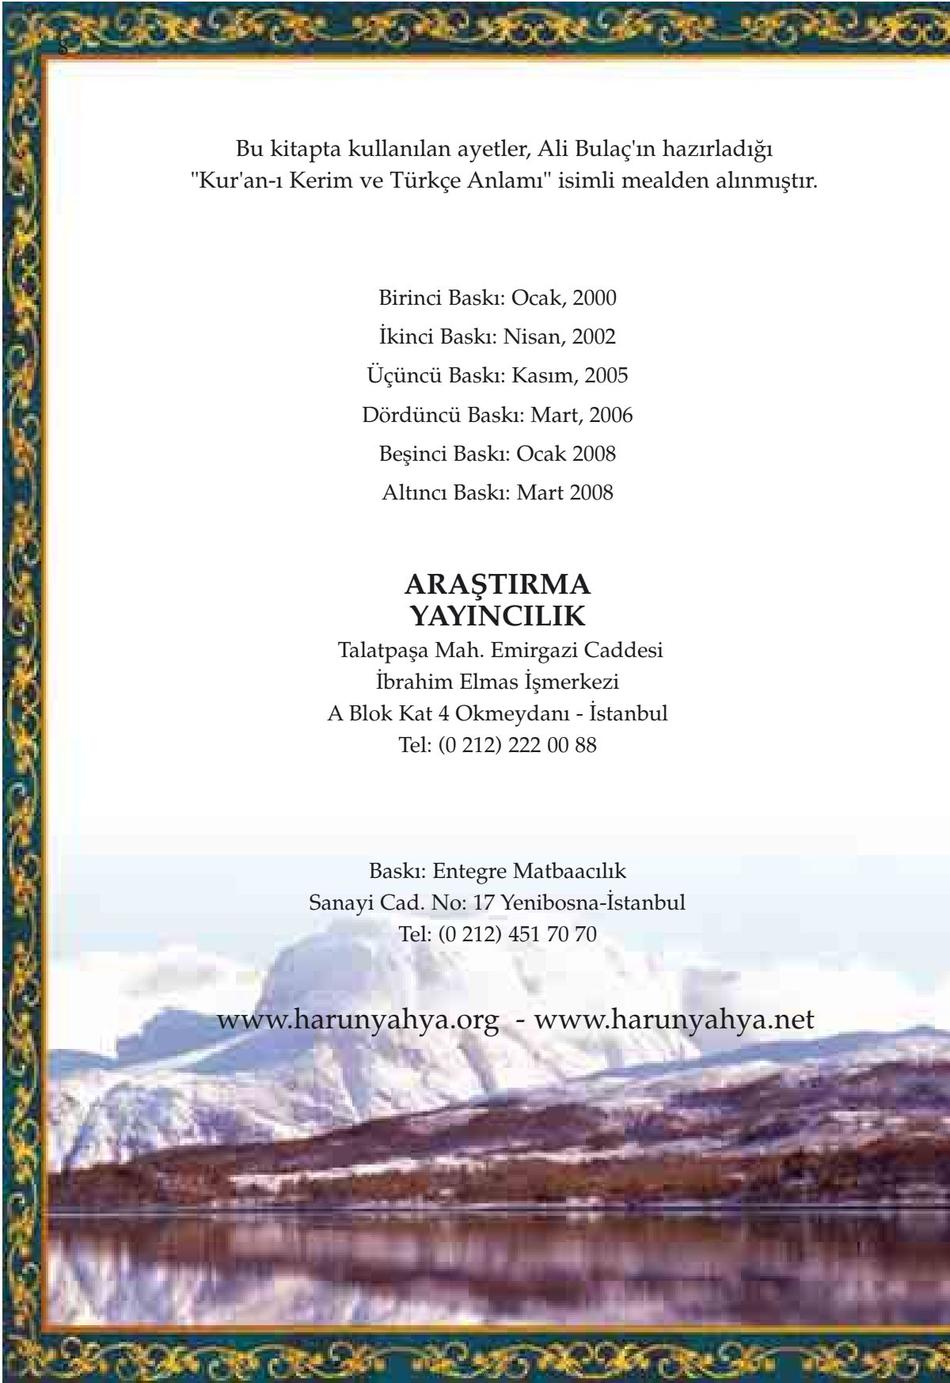 8
Bu kitapta kullanılan ayetler, Ali Bulaç'ın hazırladığı
"Kur'an-ı Kerim ve Türkçe Anlamı" isimli mealden alınmıştır.
Birinci Baskı: Ocak, 2000
İkinci Baskı: Nisan, 2002
Üçüncü Baskı: Kasım, 2005
Dördüncü Baskı: Mart, 2006
Beşinci Baskı: Ocak 2008
Altıncı Baskı: Mart 2008
ARAŞTIRMA
YAYINCILIK
Talatpaşa Mah. Emirgazi Caddesi
İbrahim Elmas İşmerkezi
A Blok Kat 4 Okmeydanı - İstanbul
Tel: (0 212) 222 00 88
Baskı: Entegre Matbaacılık
Sanayi Cad. No: 17 Yenibosna-İstanbul
Tel: (0 212) 451 70 70
www.harunyahya.org - www.harunyahya.net